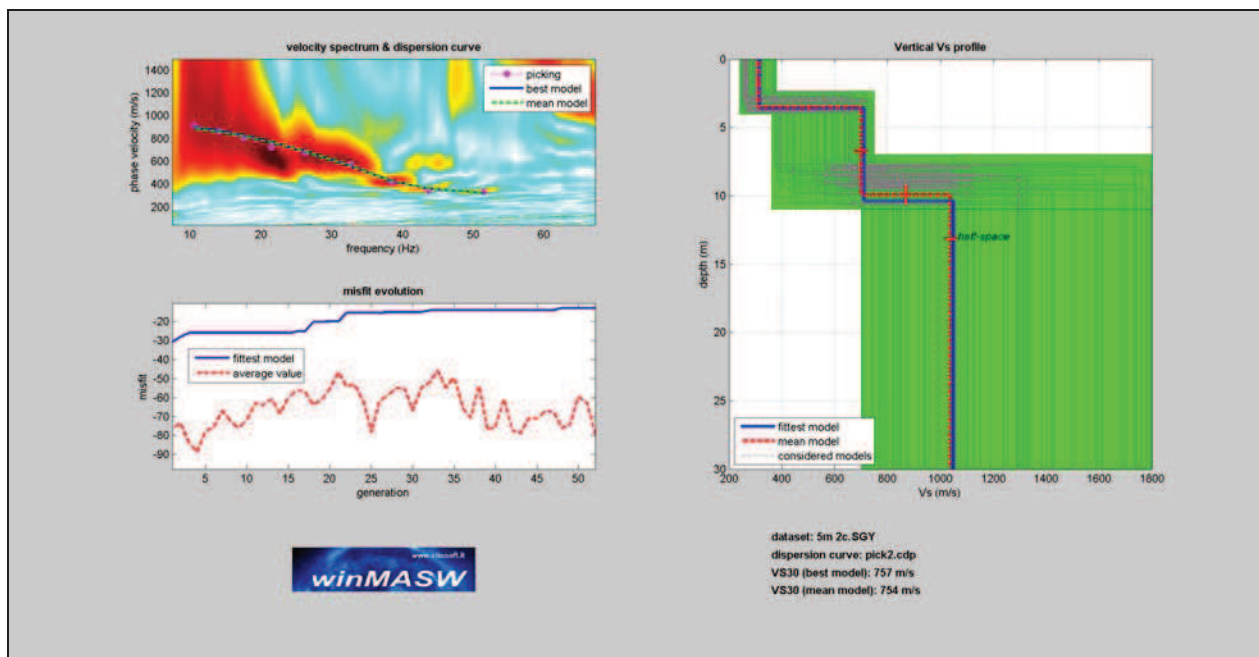 velocity spectrum & dispersion curve
1400
1200
1000
800
600
400
200
phase velocity (m/s)
picking
best model
mean model
10
20
30
40
50
60
frequency (Hz)
misfit evolution
-20
-30
-40
-50
-60
-70
-80
-90
misfit
fittest model
average value
5
10
15
20
25
30
35
40
45
50
generation
winMASW
Vertical Vs profile
0
5
10
15
20
25
30
depth (m)
half-space
fittest model
mean model
considered models
200
400
600
800
1000
1200
1400
1600
1800
Vs (m/s)
dataset: 5m 2c.SGY
dispersion curve: pick2.cdp
VS30 (best model): 757 m/s
VS30 (mean model): 754 m/s